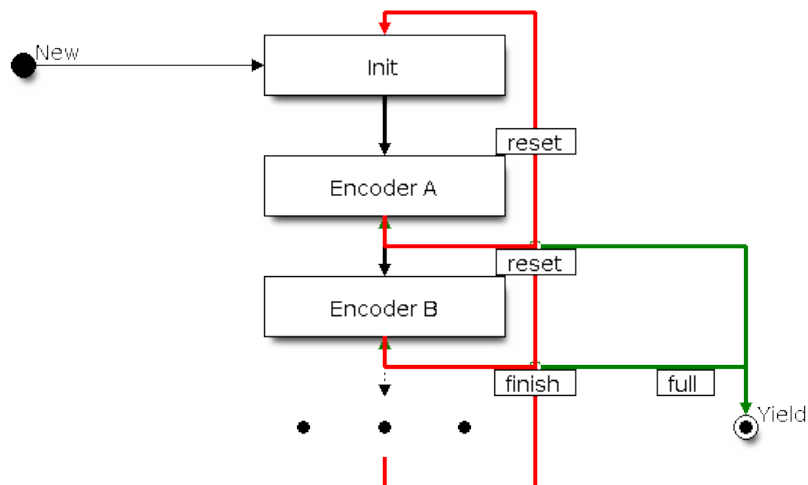 New
Init
reset
Encoder A
reset
Encoder B
finish
full
Yield